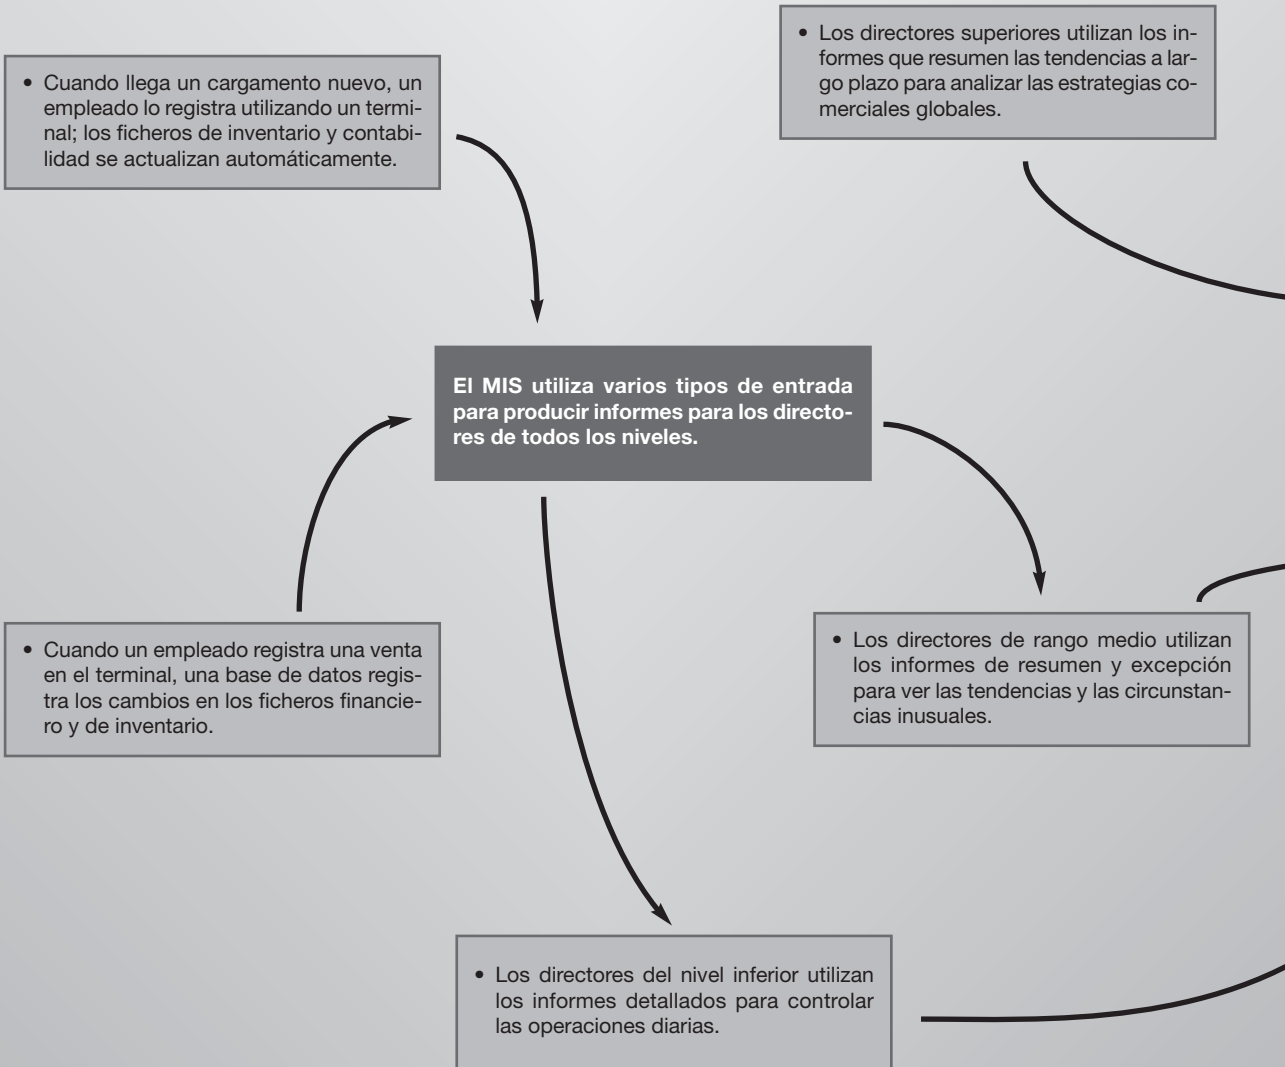 • Los directores superiores utilizan los in-
formes que resumen las tendencias a lar-
go plazo para analizar las estrategias co-
merciales globales.
• Cuando llega un cargamento nuevo, un
empleado lo registra utilizando un termi-
nal; los ficheros de inventario y contabi-
lidad se actualizan automáticamente.
El MIS utiliza varios tipos de entrada
para producir informes para los directo-
res de todos los niveles.
• Cuando un empleado registra una venta
en el terminal, una base de datos regis-
tra los cambios en los ficheros financie-
ro y de inventario.
• Los directores de rango medio utilizan
los informes de resumen y excepción
para ver las tendencias y las circunstan-
cias inusuales.
• Los directores del nivel inferior utilizan
los informes detallados para controlar
las operaciones diarias.